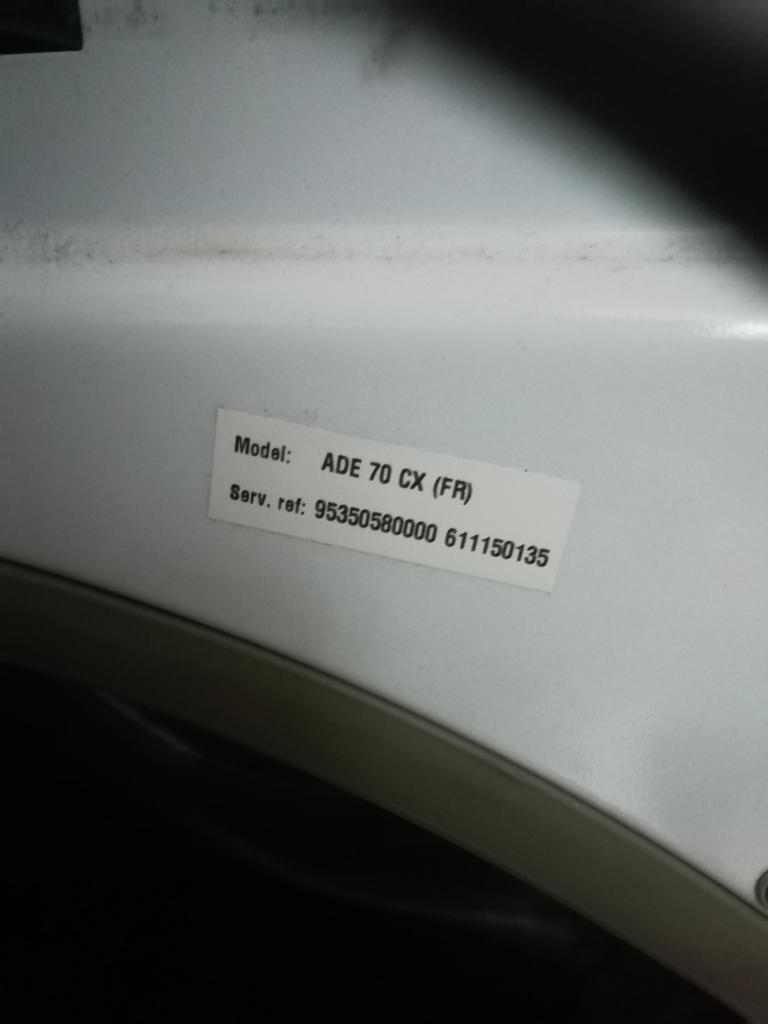 Model: ADE 70 CX (FR)
Serv. ref: 95350580000 611150135